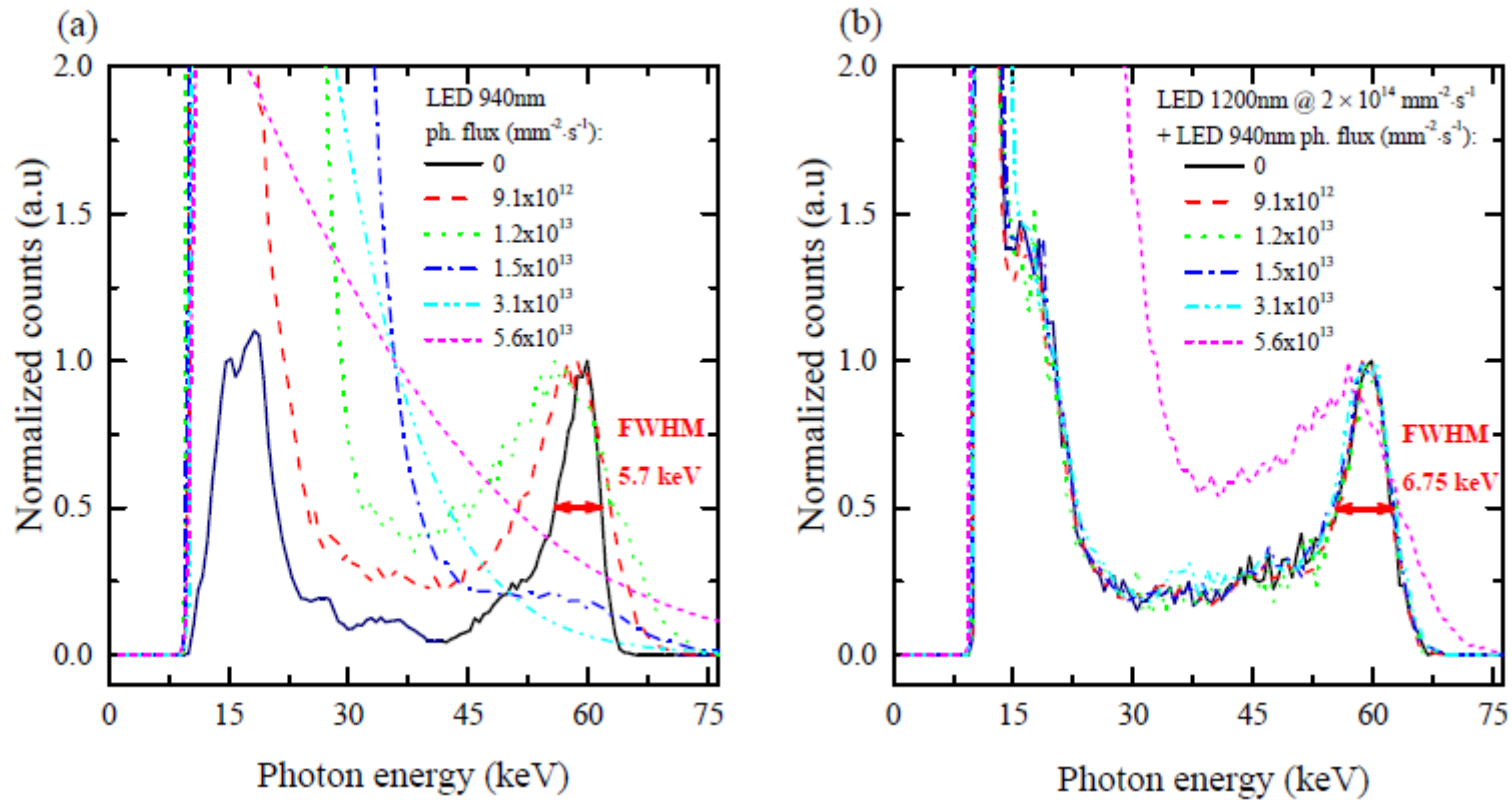 (a)
2.0
1.5
1.0
0.5
0.0
0 15 30 45 60 75
Normalized counts (a.u)
Photon energy (keV)
LED 940nm
ph. flux (mm⁻²·s⁻¹):
0
9.1x10¹²
1.2x10¹³
1.5x10¹³
3.1x10¹³
5.6x10¹³
FWHM
5.7 keV
(b)
2.0
1.5
1.0
0.5
0.0
0 15 30 45 60 75
Normalized counts (a.u)
Photon energy (keV)
LED 1200nm @ 2 × 10¹⁴ mm⁻²·s⁻¹
+ LED 940nm ph. flux (mm⁻²·s⁻¹):
0
9.1x10¹²
1.2x10¹³
1.5x10¹³
3.1x10¹³
5.6x10¹³
FWHM
6.75 keV